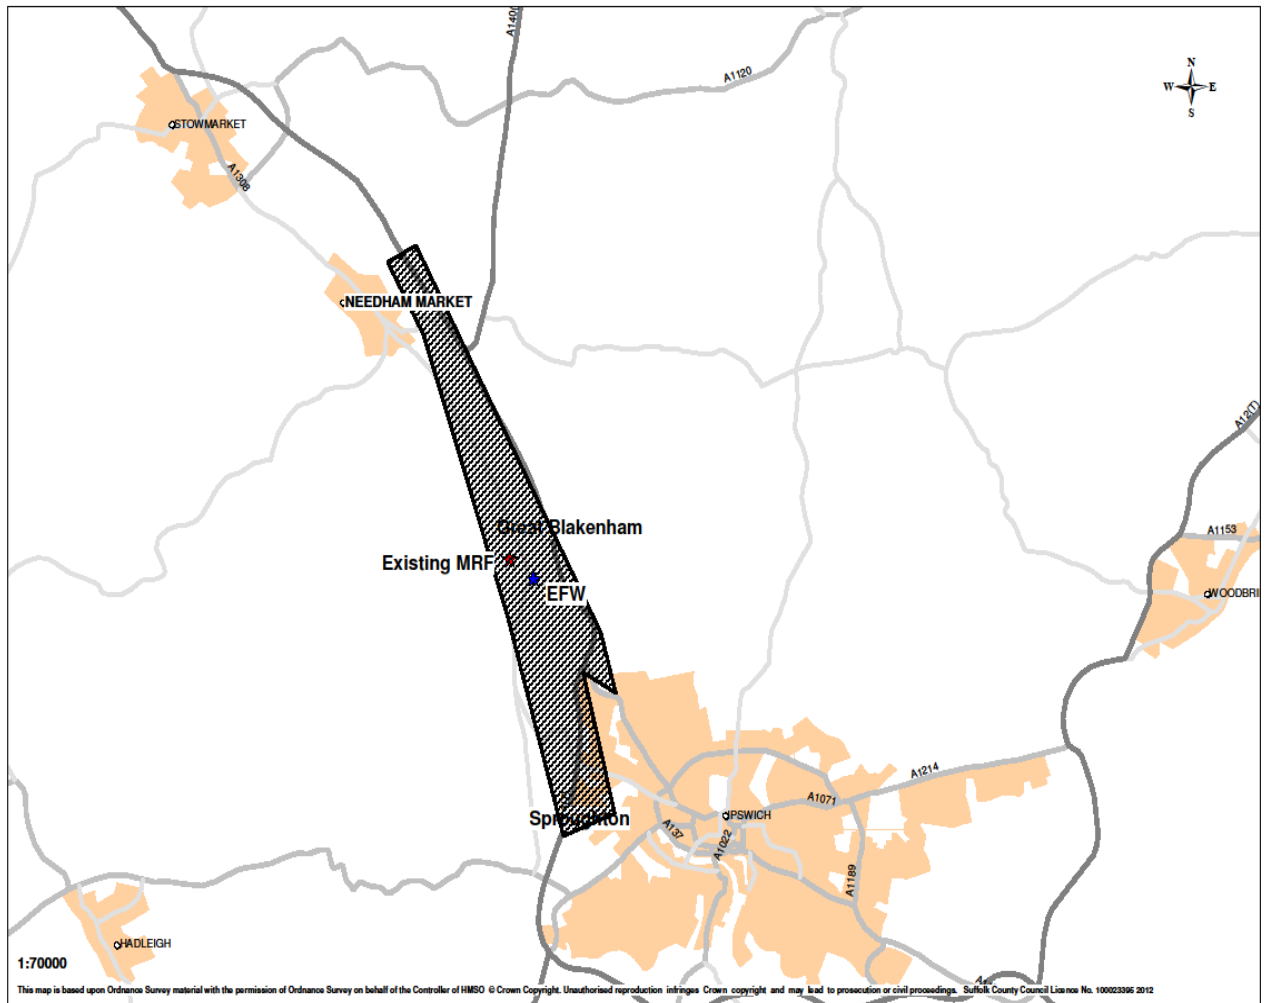 A140(
A1120
N
W E
S
STOWMARKET
A1308
NEEDHAM MARKET
A12(T)
Great Blakenham
A1153
Existing MRF
EFW
WOODBRI
A1214
A1071
Sproughton
IPSWICH
A137
A1022
A1189
HADLEIGH
1:70000
This map is based upon Ordnance Survey material with the permission of Ordnance Survey on behalf of the Controller of HMSO © Crown Copyright. Unauthorised reproduction infringes Crown copyright and may lead to prosecution or civil proceedings. Suffolk County Council Licence No. 100023395 2012